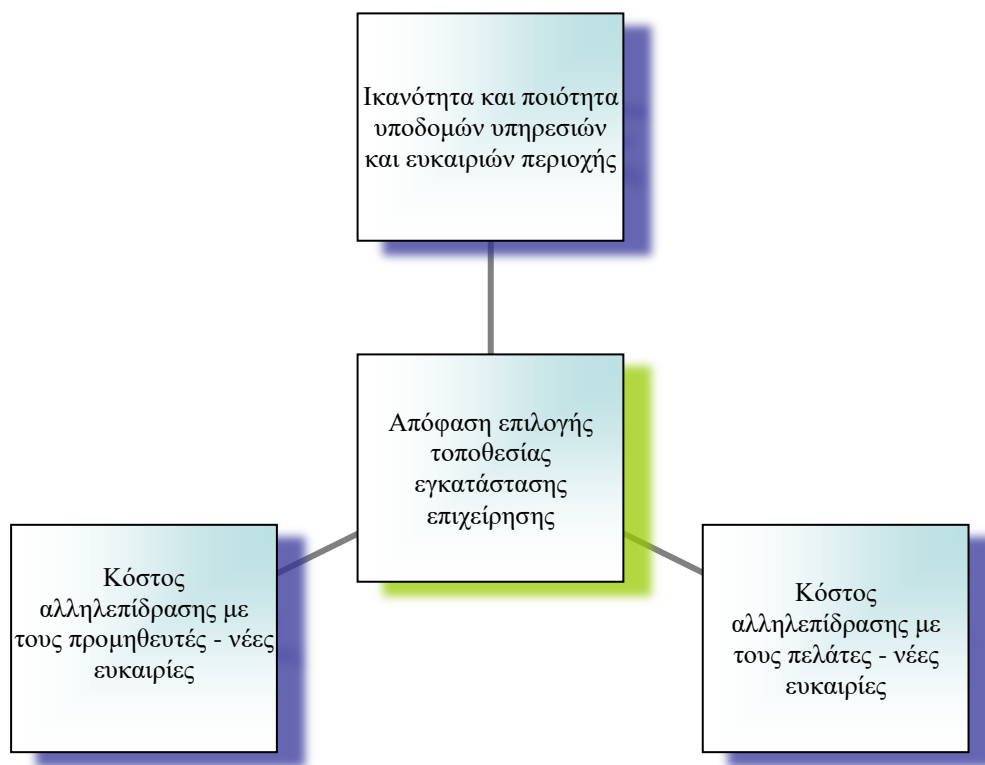 Ικανότητα και ποιότητα
υποδομών υπηρεσιών
και ευκαιριών περιοχής
Απόφαση επιλογής
τοποθεσίας
εγκατάστασης
επιχείρησης
Κόστος
αλληλεπίδρασης με
τους προμηθευτές - νέες
ευκαιρίες
Κόστος
αλληλεπίδρασης με
τους πελάτες - νέες
ευκαιρίες